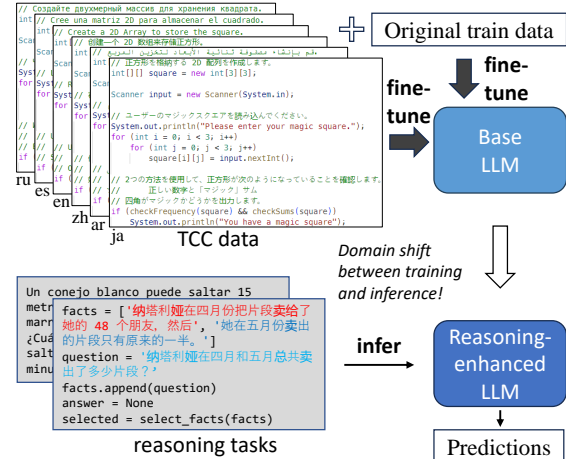 // Создайте двухмерный массив для хранения квадрата.
// Cree una matriz 2D para almacenar el cuadrado.
// Create a 2D Array to store the square.
// 创建一个 2D 数组来存储正方形。
// قم بإنشاء مصفوفة ثنائية الأبعاد لتخزين المربع.
// 正方形を格納する 2D 配列を作成します。
int[][] square = new int[3][3];
Scanner input = new Scanner(System.in);
// ユーザーのマジックスクエアを読み込んでください。
System.out.println("Please enter your magic square.");
for (int i = 0; i < 3; i++)
for (int j = 0; j < 3; j++)
square[i][j] = input.nextInt();
// 2つの方法を使用して、正方形が次のようになっていることを確認します。
// 正しい数字と「マジック」サム
// 四角がマジックかどうかを出力します。
if (checkFrequency(square) && checkSums(square))
System.out.println("You have a magic square");
ru
es
en
zh
ar
ja
TCC data
Original train data
fine-
tune
fine-
tune
Base
LLM
Domain shift
between training
and inference!
Un conejo blanco puede saltar 15
metr
marr
¿Cuá
salt
minu
facts = ['纳塔利娅在四月份把片段卖给了
她的 48 个朋友, 然后', '她在五月份卖出
的片段只有原来的一半。']
question = '纳塔利娅在四月和五月总共卖
出了多少片段？'
facts.append(question)
answer = None
selected = select_facts(facts)
reasoning tasks
infer
Reasoning-
enhanced
LLM
Predictions